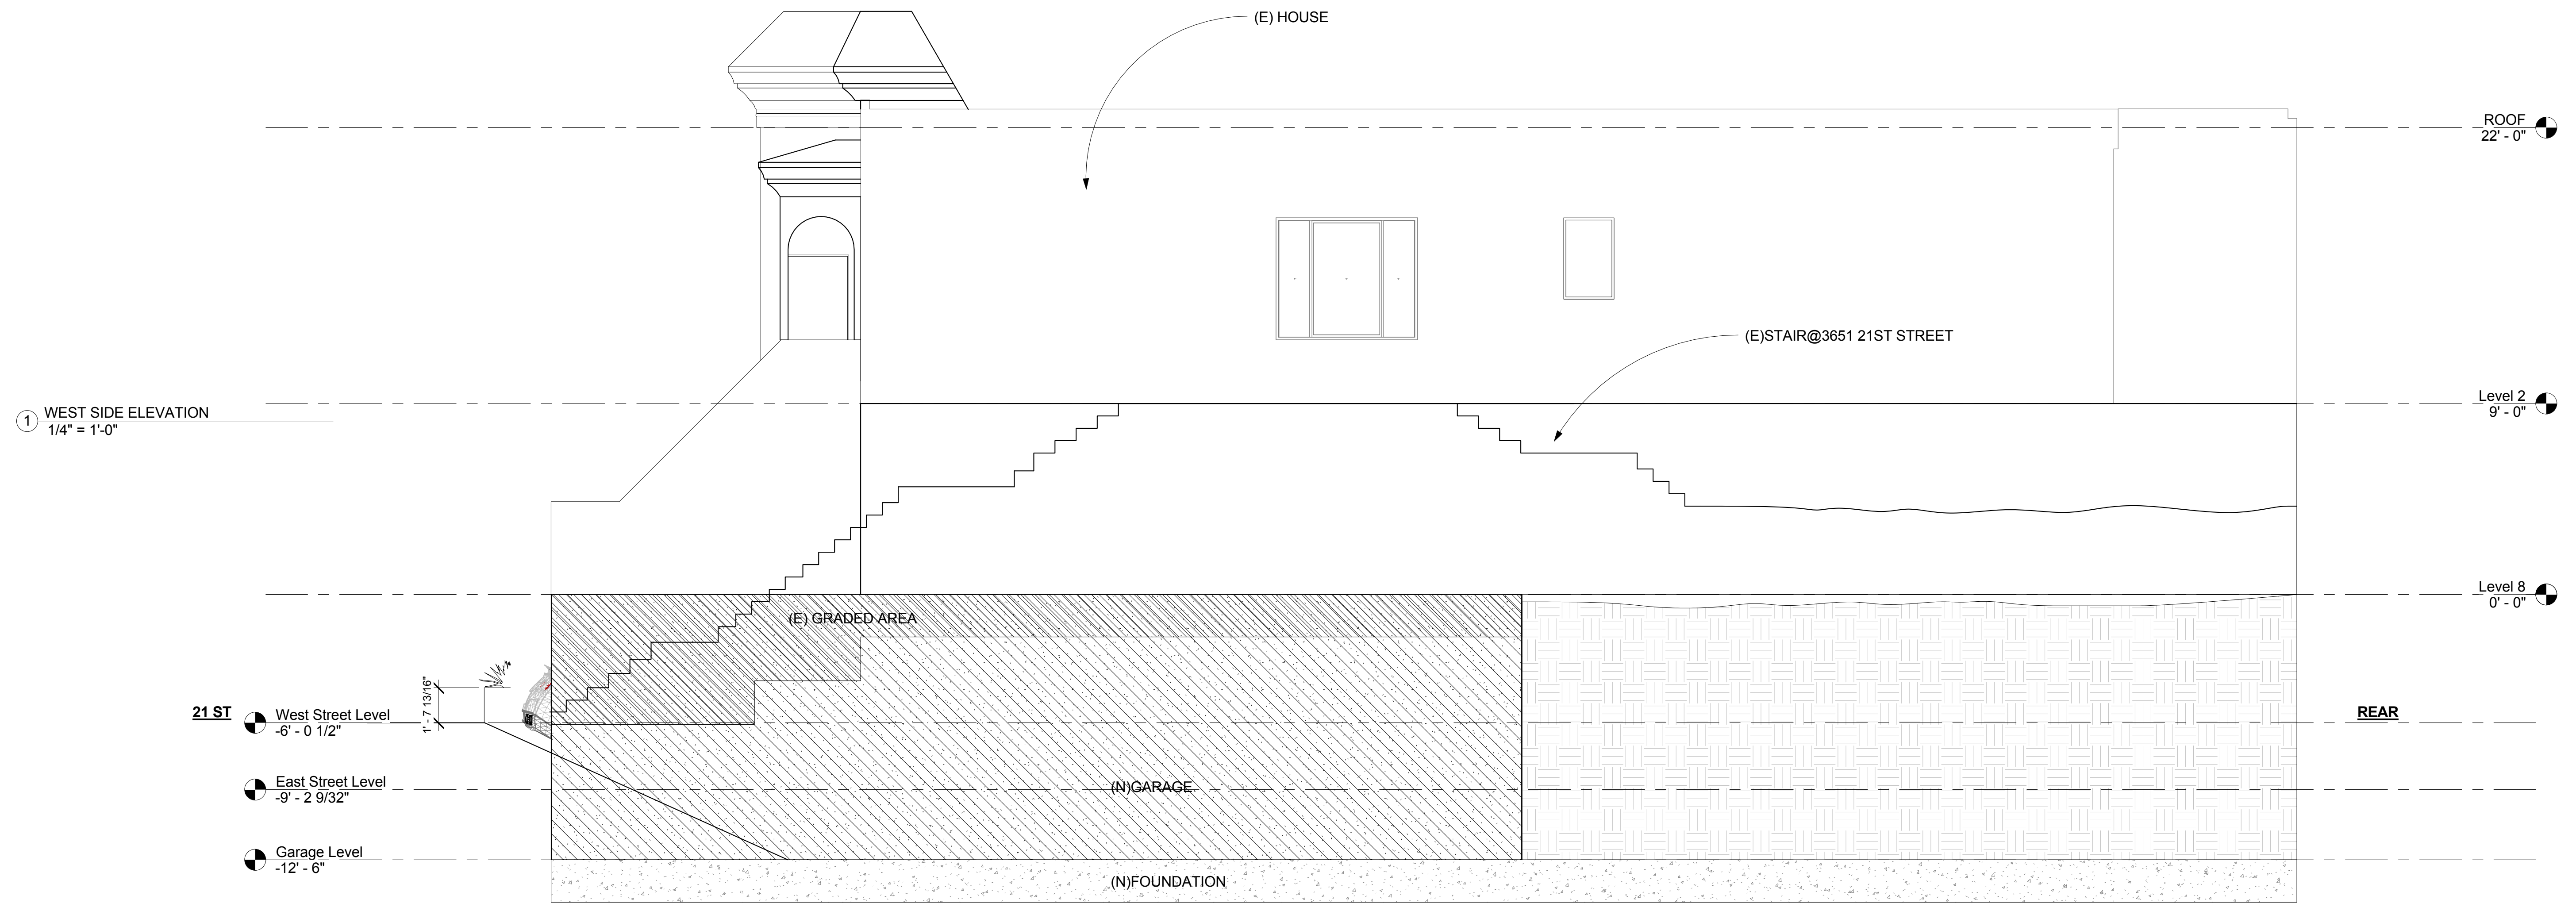 (E) HOUSE
ROOF
22' - 0"
(E)STAIR@3651 21ST STREET
Level 2
9' - 0"
1
WEST SIDE ELEVATION
1/4" = 1'-0"
Level 8
0' - 0"
(E) GRADED AREA
1' - 7 13/16"
21 ST
West Street Level
-6' - 0 1/2"
REAR
East Street Level
-9' - 2 9/32"
(N)GARAGE
Garage Level
-12' - 6"
(N)FOUNDATION